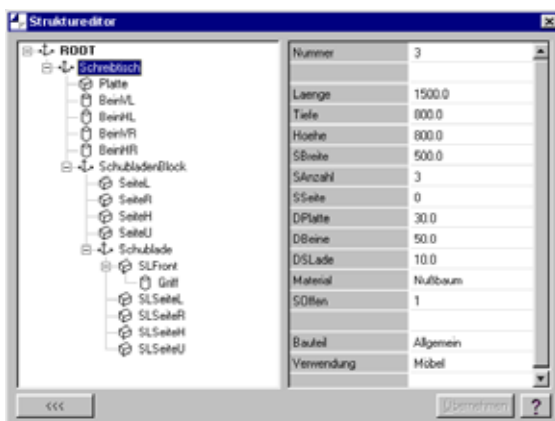 Struktureditor
ROOT
Schreibtisch
Platte
BeinVL
BeinHL
BeinVR
BeinHR
SchubladenBlock
SeiteL
SeiteR
SeiteH
SeiteU
Schublade
SLFront
Griff
SLSeiteL
SLSeiteR
SLSeiteH
SLSeiteU
Nummer 3
Laenge 1500.0
Tiefe 800.0
Hoehe 800.0
SBreite 500.0
SAnzahl 3
SSeite 0
DPlatte 30.0
DBeine 50.0
DSLade 10.0
Material Nußbaum
SOffen 1
Bauteil Allgemein
Verwendung Möbel
<<< Übernehmen ?